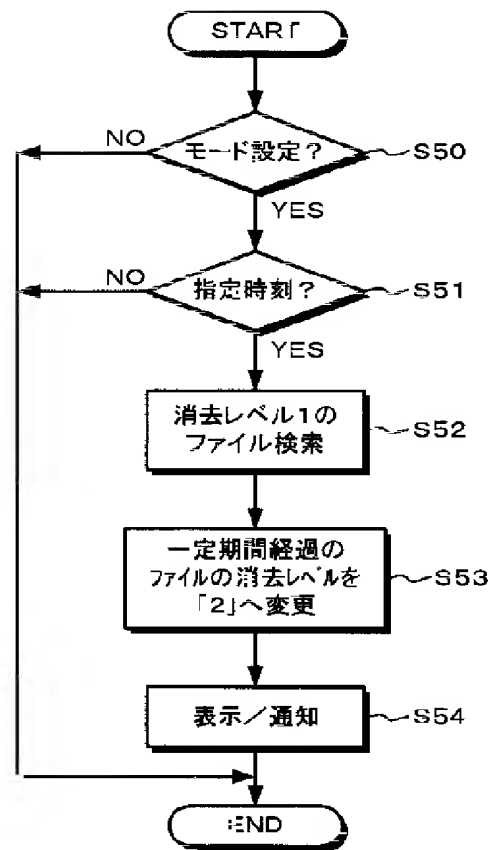 START
モード設定?
NO
S50
YES
指定時刻?
NO
S51
YES
消去レベル1の
ファイル検索
S52
一定期間経過の
ファイルの消去レベルを
「2」へ変更
S53
表示/通知
S54
END